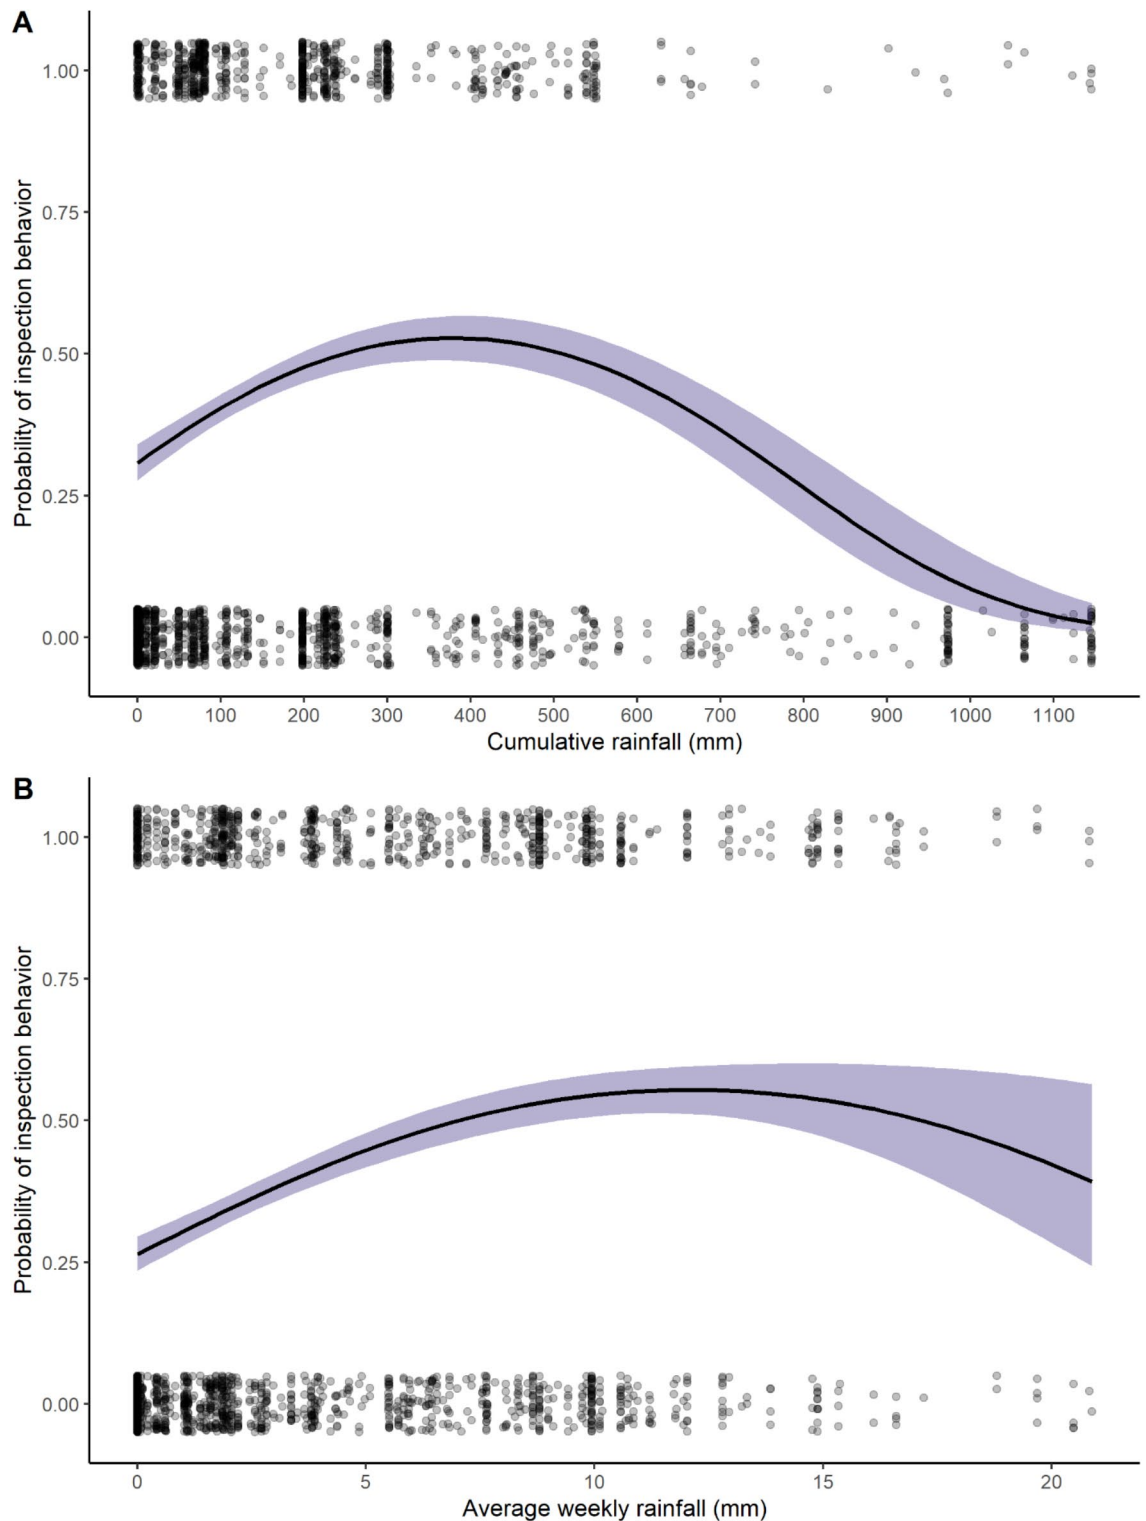 A
1.00
0.75
0.50
0.25
0.00
Probability of inspection behavior
0 100 200 300 400 500 600 700 800 900 1000 1100
Cumulative rainfall (mm)
B
1.00
0.75
0.50
0.25
0.00
Probability of inspection behavior
0 5 10 15 20
Average weekly rainfall (mm)